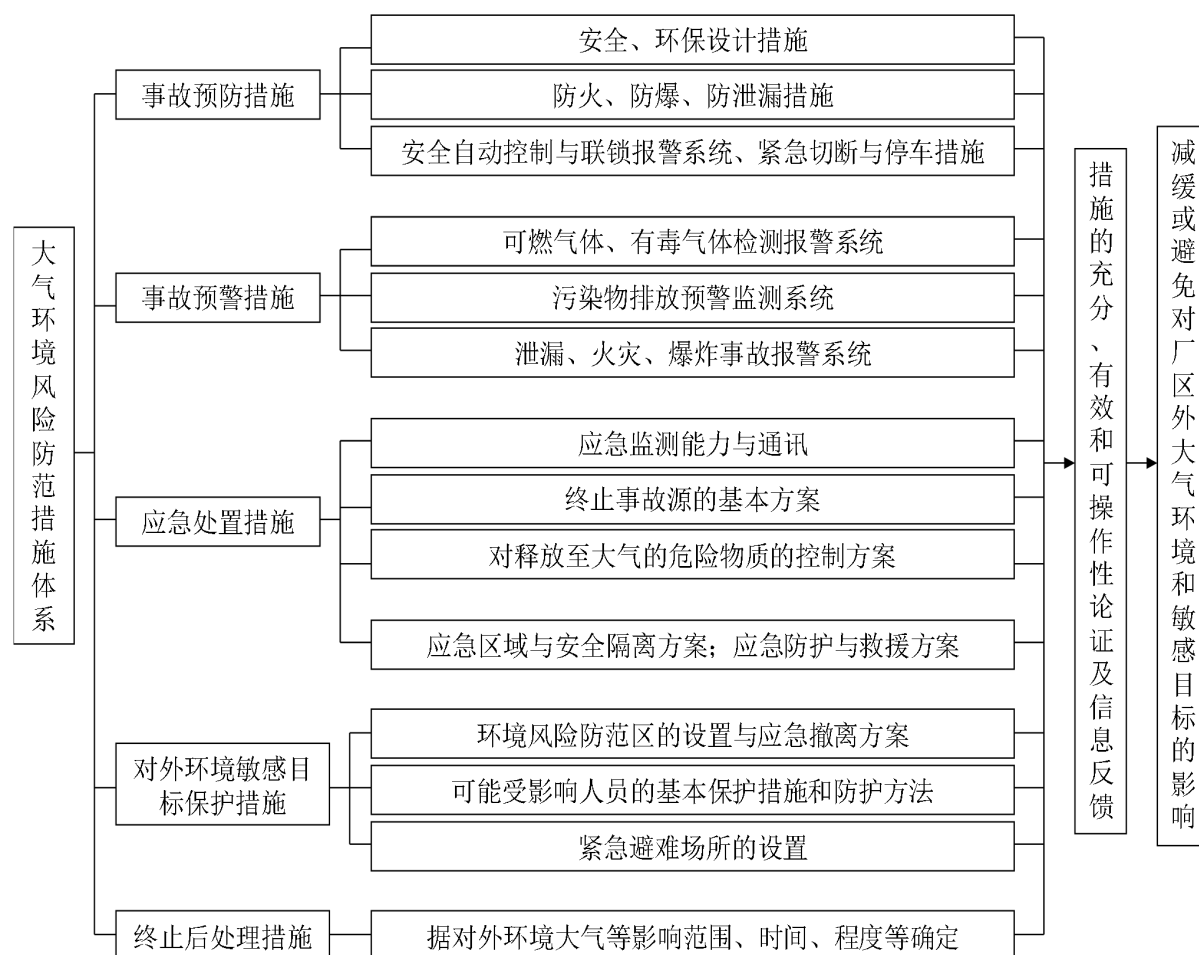 大气环境风险防范措施体系
事故预防措施
安全、环保设计措施
防火、防爆、防泄漏措施
安全自动控制与联锁报警系统、紧急切断与停车措施
事故预警措施
可燃气体、有毒气体检测报警系统
污染物排放预警监测系统
泄漏、火灾、爆炸事故报警系统
应急处置措施
应急监测能力与通讯
终止事故源的基本方案
对释放至大气的危险物质的控制方案
应急区域与安全隔离方案；应急防护与救援方案
对外环境敏感目
标保护措施
环境风险防范区的设置与应急撤离方案
可能受影响人员的基本保护措施和防护方法
紧急避难场所的设置
终止后处理措施
据对外环境大气等影响范围、时间、程度等确定
措施的充分、有效和可操作性论证及信息反馈
减缓或避免对厂区外大气环境和敏感目标的影响